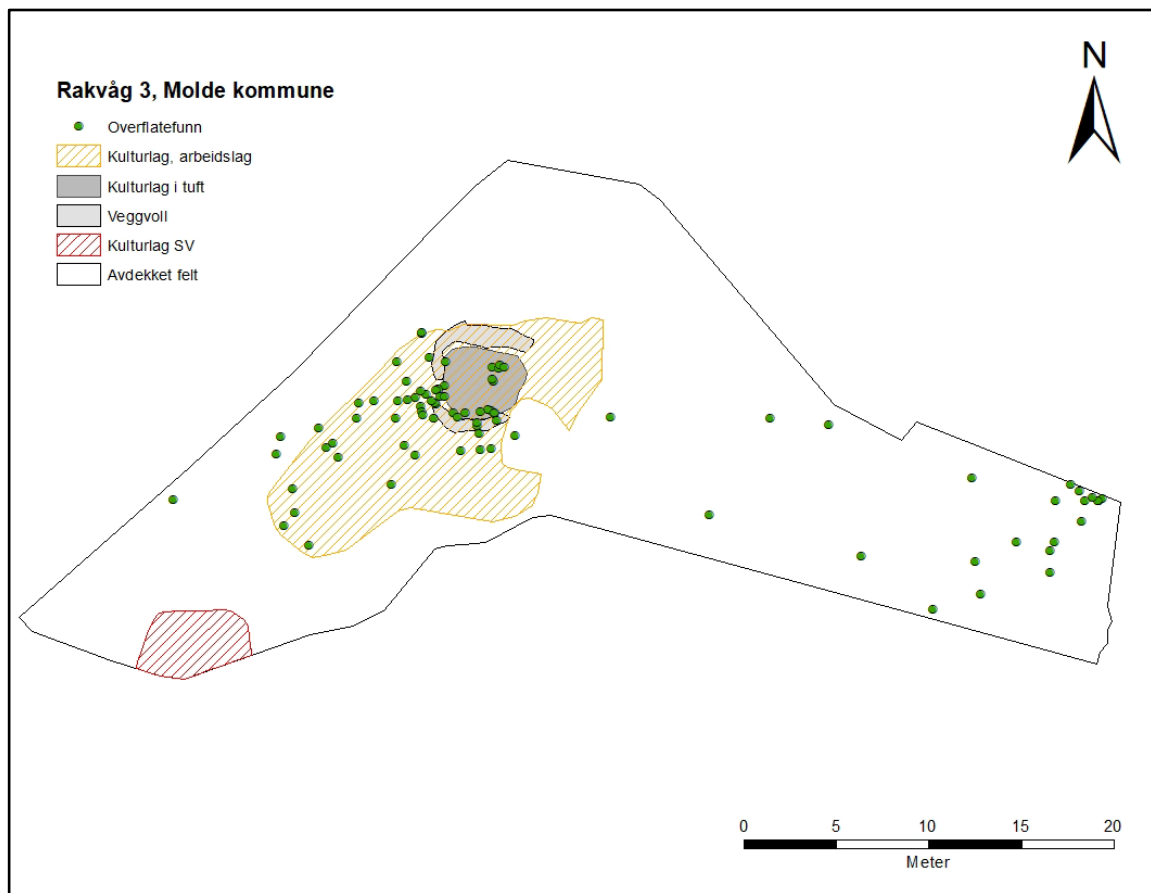 N
Rakvåg 3, Molde kommune
Overflatefunn
Kulturlag, arbeidslag
Kulturlag i tuft
Veggvoll
Kulturlag SV
Avdekket felt
0 5 10 15 20
Meter